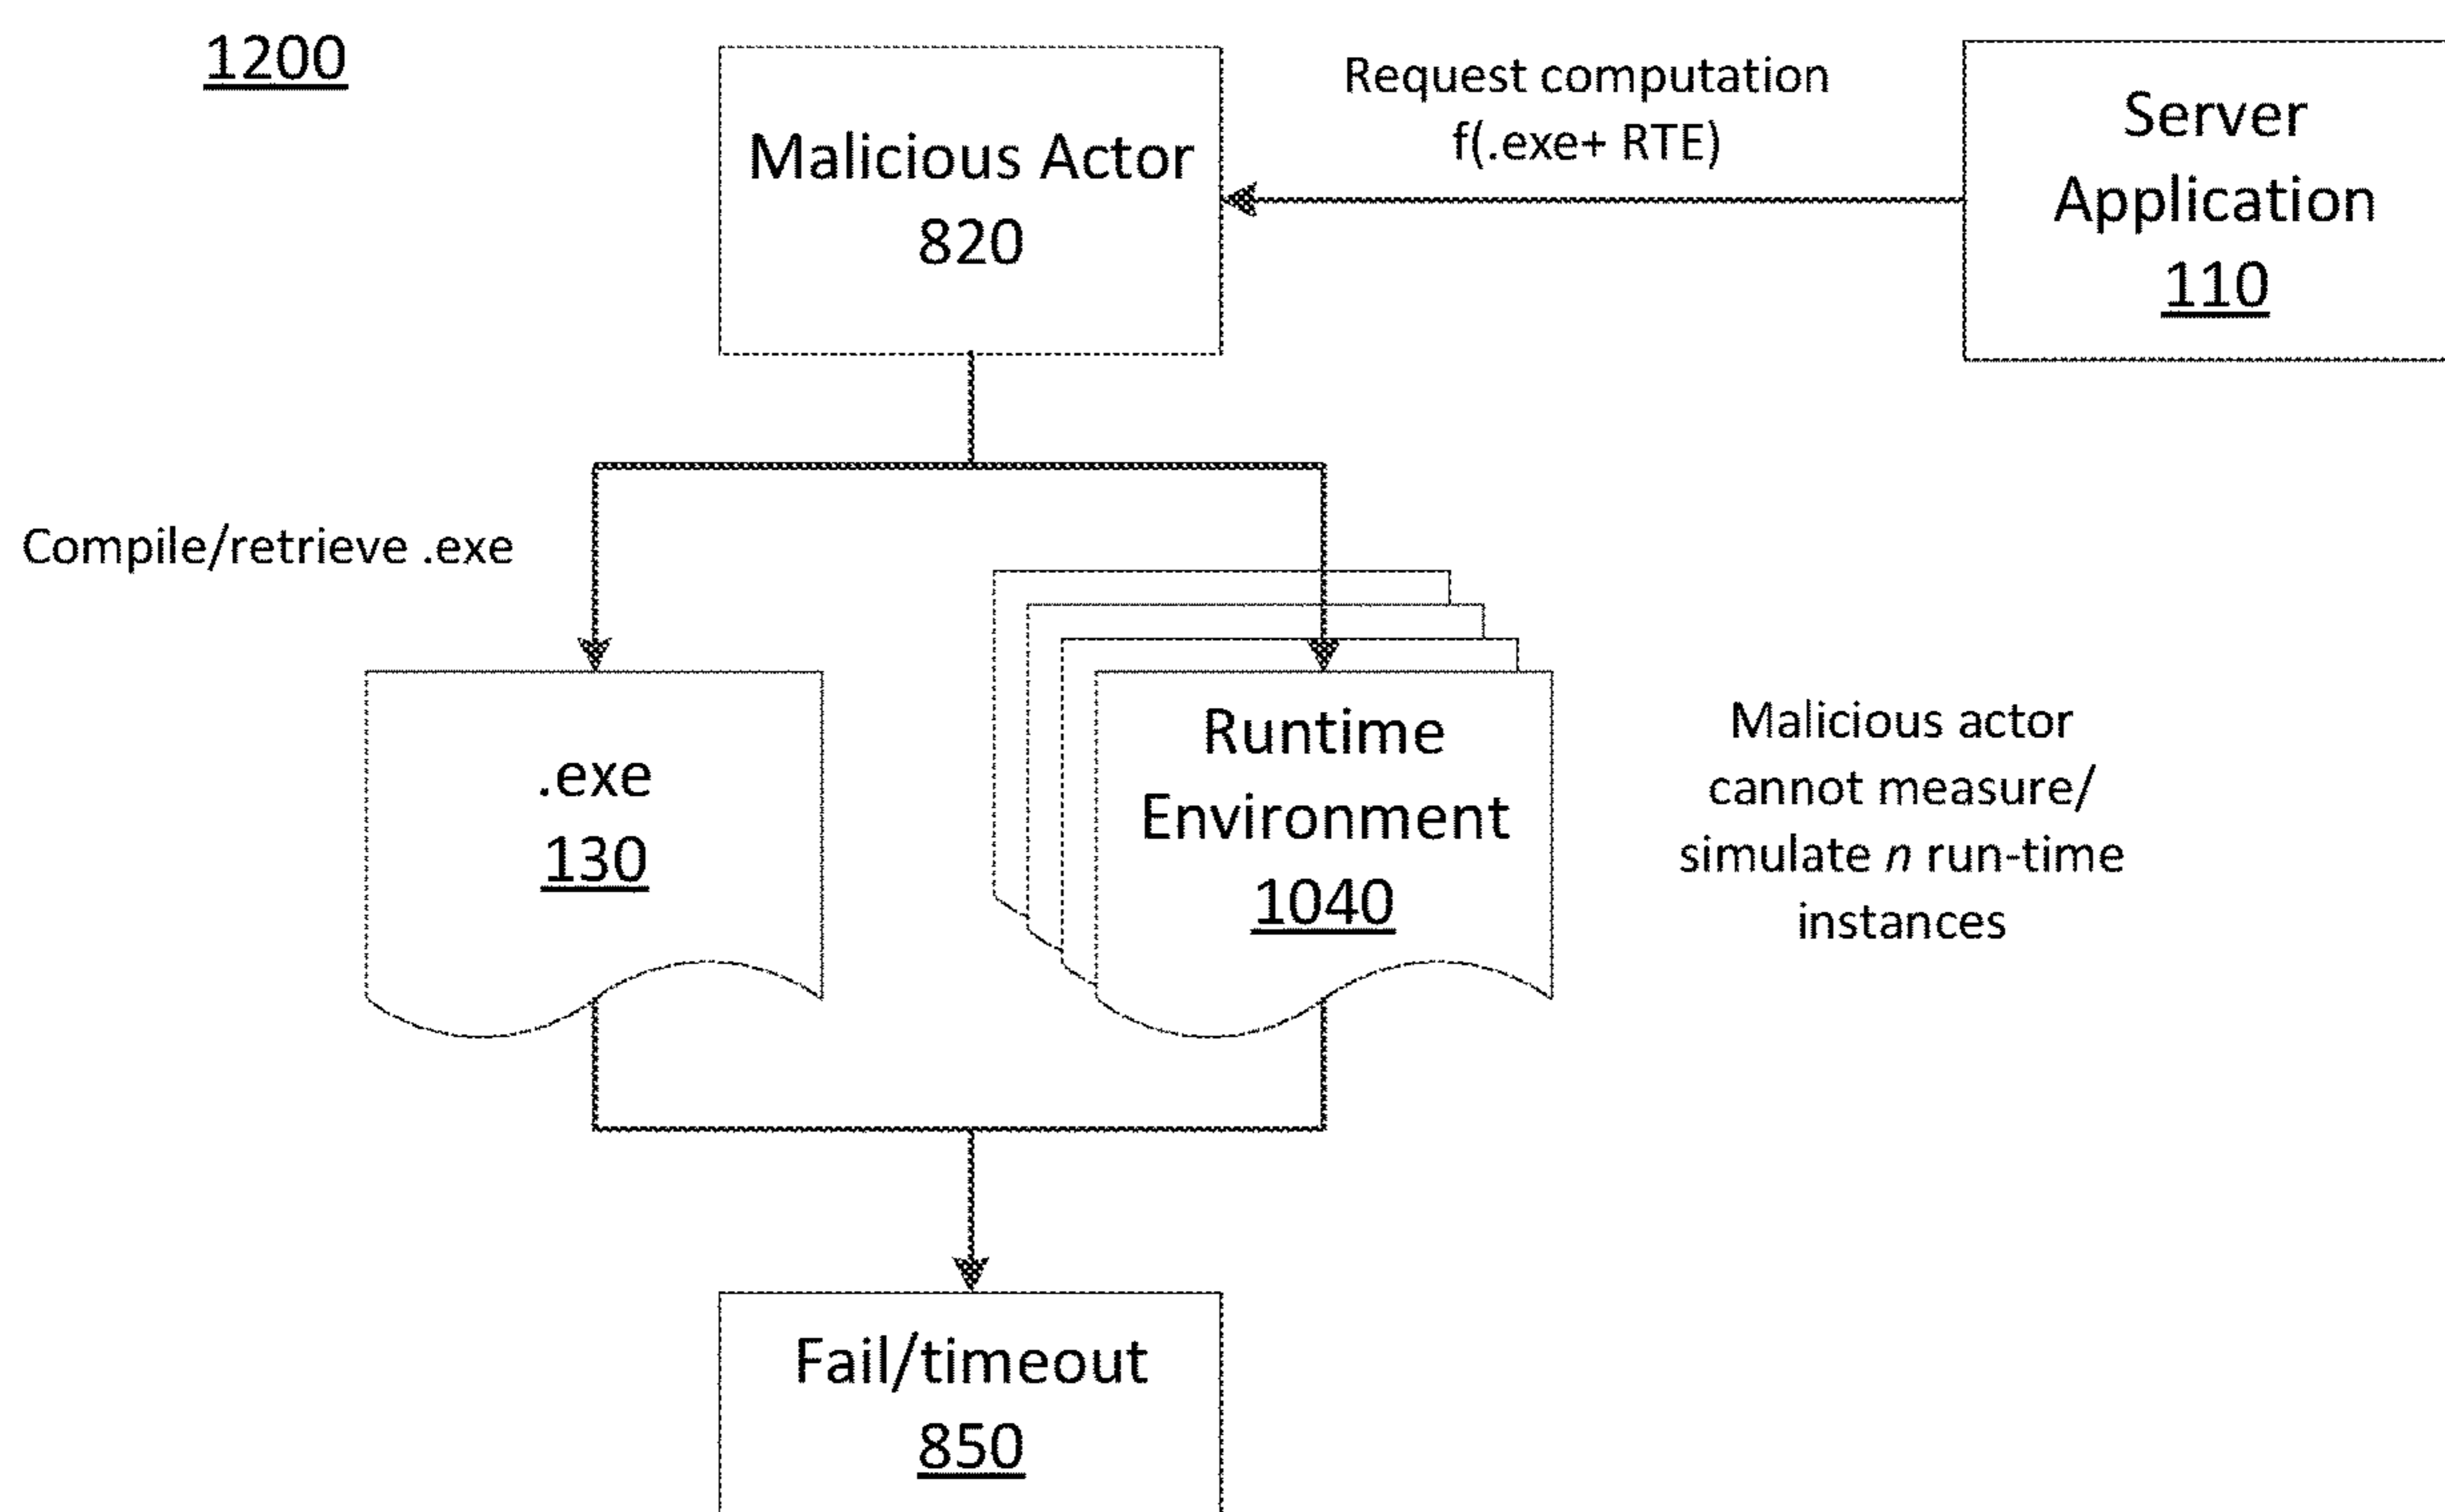 1200
Malicious Actor
820
Request computation
f(.exe+ RTE)
Server
Application
110
Compile/retrieve .exe
.exe
130
Runtime
Environment
1040
Malicious actor
cannot measure/
simulate n run-time
instances
Fail/timeout
850